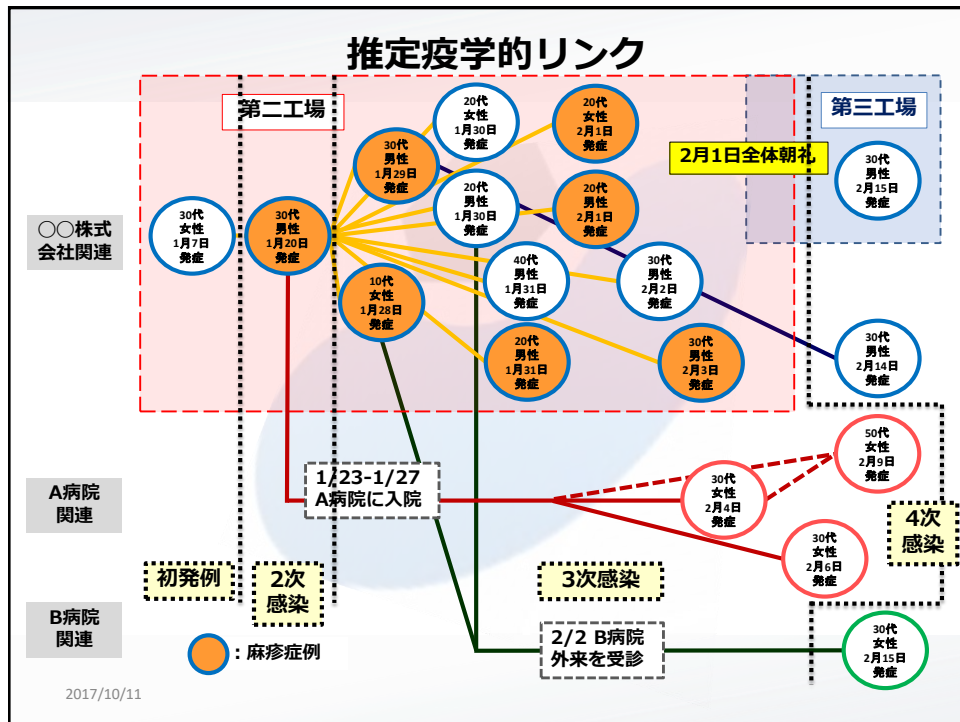 推定疫学的リンク
第二工場
第三工場
2月1日全体朝礼
○○株式
会社関連
30代
女性
1月7日
発症
30代
男性
1月20日
発症
30代
男性
1月29日
発症
20代
女性
1月30日
発症
20代
女性
2月1日
発症
20代
男性
1月30日
発症
20代
男性
2月1日
発症
30代
男性
2月15日
発症
10代
女性
1月28日
発症
40代
男性
1月31日
発症
30代
男性
2月2日
発症
20代
男性
1月31日
発症
30代
男性
2月3日
発症
30代
男性
2月14日
発症
A病院
関連
1/23-1/27
A病院に入院
30代
女性
2月4日
発症
50代
女性
2月9日
発症
30代
女性
2月6日
発症
4次
感染
初発例
2次
感染
3次感染
B病院
関連
:麻疹症例
2/2 B病院
外来を受診
30代
女性
2月15日
発症
2017/10/11